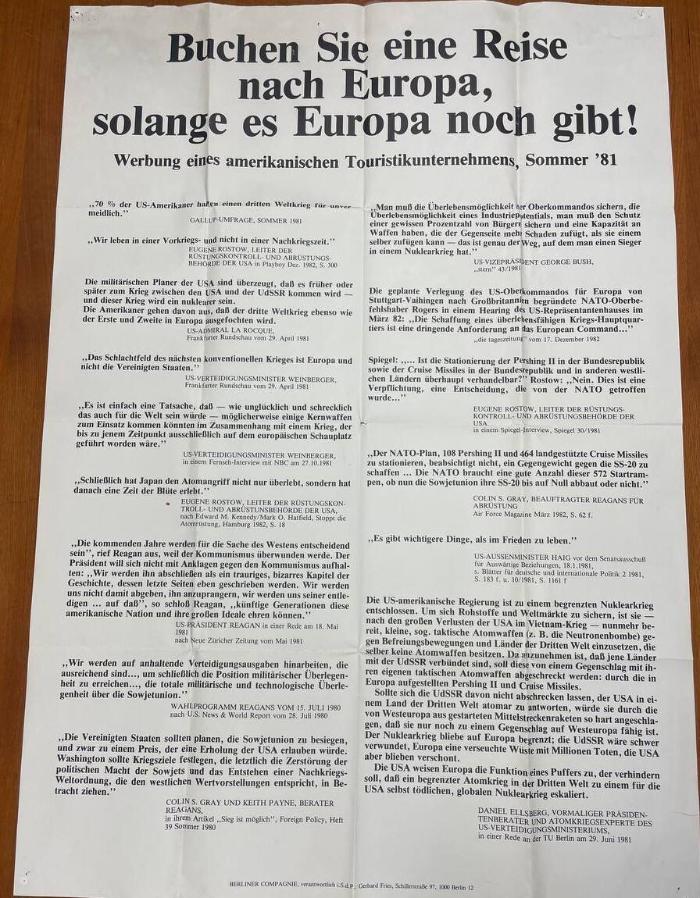 Buchen Sie eine Reise
nach Europa,
solange es Europa noch gibt!
Werbung eines amerikanischen Touristikunternehmens, Sommer '81
„70 % der US-Amerikaner halten einen dritten Weltkrieg für unver-
meidlich."
GALLUP-UMFRAGE, SOMMER 1981
„Wir leben in einer Vorkriegs- und nicht in einer Nachkriegszeit."
EUGENE ROSTOW, LEITER DER
RÜSTUNGSKONTROLL- UND ABRÜSTUNGS-
BEHÖRDE DER USA in Playboy Dez. 1982, S. 300
Die militärischen Planer der USA sind überzeugt, daß es früher oder
später zum Krieg zwischen den USA und der UdSSR kommen wird —
und dieser Krieg wird ein nuklearer sein.
Die Amerikaner gehen davon aus, daß der dritte Weltkrieg ebenso wie
der Erste und Zweite in Europa ausgefochten wird.
US-ADMIRAL LA ROCQUE,
Frankfurter Rundschau vom 29. April 1981
„Das Schlachtfeld des nächsten konventionellen Krieges ist Europa und
nicht die Vereinigten Staaten."
US-VERTEIDIGUNGSMINISTER WEINBERGER,
Frankfurter Rundschau vom 29. April 1981
„Es ist einfach eine Tatsache, daß — wie unglücklich und schrecklich
das auch für die Welt sein würde — möglicherweise einige Kernwaffen
zum Einsatz kommen könnten im Zusammenhang mit einem Krieg, der
bis zu jenem Zeitpunkt ausschließlich auf dem europäischen Schauplatz
geführt worden wäre."
US-VERTEIDIGUNGSMINISTER WEINBERGER,
in einem Fernseh-Interview mit NBC am 27.10.1981
„Schließlich hat Japan den Atomangriff nicht nur überlebt, sondern hat
danach eine Zeit der Blüte erlebt."
EUGENE ROSTOW, LEITER DER RÜSTUNGSKON-
TROLL- UND ABRÜSTUNSBEHÖRDE DER USA,
nach Edward M. Kennedy/Mark O. Hatfield, Stoppt die
Atomrüstung, Hamburg 1982, S. 18
„Die kommenden Jahre werden für die Sache des Westens entscheidend
sein", rief Reagan aus, weil der Kommunismus überwunden werde. Der
Präsident will sich nicht mit Anklagen gegen den Kommunismus aufhal-
ten: „Wir werden ihn abschließen als ein trauriges, bizarres Kapitel der
Geschichte, dessen letzte Seiten eben geschrieben werden. Wir werden
uns nicht damit abgeben, ihn anzuprangern, wir werden uns seiner entle-
digen ... auf daß", so schloß Reagan, „künftige Generationen diese
amerikanische Nation und ihre großen Ideale ehren können."
US-PRÄSIDENT REAGAN in einer Rede am 18. Mai
1981
nach Neue Züricher Zeitung vom Mai 1981
„Wir werden auf anhaltende Verteidigungsausgaben hinarbeiten, die
ausreichend sind..., um schließlich die Position militärischer Überlegen-
heit zu erreichen..., die totale militärische und technologische Überle-
genheit über die Sowjetunion."
WAHLPROGRAMM REAGANS VOM 15. JULI 1980
nach U.S. News & World Report vom 28. Juli 1980
„Die Vereinigten Staaten sollten planen, die Sowjetunion zu besiegen,
und zwar zu einem Preis, der eine Erholung der USA erlauben würde.
Washington sollte Kriegsziele festlegen, die letztlich die Zerstörung der
politischen Macht der Sowjets und das Entstehen einer Nachkriegs-
Weltordnung, die den westlichen Wertvorstellungen entspricht, in Be-
tracht ziehen."
COLIN S. GRAY UND KEITH PAYNE, BERATER
REAGANS,
in ihrem Artikel „Sieg ist möglich", Foreign Policy, Heft
39 Sommer 1980
„Man muß die Überlebensmöglichkeit der Oberkommandos sichern, die
Überlebensmöglichkeit eines Industriepotentials, man muß den Schutz
einer gewissen Prozentzahl von Bürgern sichern und eine Kapazität an
Waffen haben, die der Gegenseite mehr Schaden zufügt, als sie einem
selber zufügen kann — das ist genau der Weg, auf dem man einen Sieger
in einem Nuklearkrieg hat."
US-VIZEPRÄSIDENT GEORGE BUSH,
„stern" 43/1981
Die geplante Verlegung des US-Oberkommandos für Europa von
Stuttgart-Vaihingen nach Großbritannien begründete NATO-Oberbe-
fehlshaber Rogers in einem Hearing des US-Repräsentantenhauses im
März 82: „Die Schaffung eines überlebensfähigen Kriegs-Hauptquar-
tiers ist eine dringende Anforderung an das European Command..."
„die tageszeitung" vom 17. Dezember 1982
Spiegel: „.... Ist die Stationierung der Pershing II in der Bundesrepublik
sowie der Cruise Missiles in der Bundesrepublik und in anderen westli-
chen Ländern überhaupt verhandelbar?" Rostow: „Nein. Dies ist eine
Verpflichtung, eine Entscheidung, die von der NATO getroffen
wurde..."
EUGENE ROSTOW, LEITER DER RÜSTUNGS-
KONTROLL- UND ABRÜSTUNGSBEHÖRDE DER
USA
in einem Spiegel-Interview, Spiegel 30/1981
„Der NATO-Plan, 108 Pershing II und 464 landgestützte Cruise Missiles
zu stationieren, beabsichtigt nicht, ein Gegengewicht gegen die SS-20 zu
schaffen ... Die NATO braucht eine gute Anzahl dieser 572 Startram-
pen, ob nun die Sowjetunion ihre SS-20 bis auf Null abbaut oder nicht."
COLIN S. GRAY, BEAUFTRAGTER REAGANS FÜR
ABRÜSTUNG
Air Force Magazine März 1982, S. 62 f.
„Es gibt wichtigere Dinge, als im Frieden zu leben."
US-AUSSENMINISTER HAIG vor dem Senatsausschuß
für Auswärtige Beziehungen, 18.1.1981,
s. Blätter für deutsche und internationale Politik 2 1981,
S. 183 f. u. 10/1981, S. 1161 f
Die US-amerikanische Regierung ist zu einem begrenzten Nuklearkrieg
entschlossen. Um sich Rohstoffe und Weltmärkte zu sichern, ist sie —
nach den großen Verlusten der USA im Vietnam-Krieg — nunmehr be-
reit, kleine, sog. taktische Atomwaffen (z. B. die Neutronenbombe) ge-
gen Befreiungsbewegungen und Länder der Dritten Welt einzusetzen, die
selber keine Atomwaffen besitzen. Da anzunehmen ist, daß jene Länder
mit der UdSSR verbündet sind, soll diese von einem Gegenschlag mit ih-
ren eigenen taktischen Atomwaffen abgeschreckt werden: durch die in
Europa aufgestellten Pershing II und Cruise Missiles.
Sollte sich die UdSSR davon nicht abschrecken lassen, der USA in ei-
nem Land der Dritten Welt atomar zu antworten, würde sie durch die
von Westeuropa aus gestarteten Mittelstreckenraketen so hart angeschla-
gen, daß sie nur noch zu einem Gegenschlag auf Westeuropa fähig ist.
Der Nuklearkrieg bliebe auf Europa begrenzt; die UdSSR wäre schwer
verwundet, Europa eine verseuchte Wüste mit Millionen Toten, die USA
aber blieben verschont.
Die USA weisen Europa die Funktion eines Puffers zu, der verhindern
soll, daß ein begrenzter Atomkrieg in der Dritten Welt zu einem für die
USA selbst tödlichen, globalen Nuklearkrieg eskaliert.
DANIEL ELLSBERG, VORMALIGER PRÄSIDEN-
TENBERATER UND ATOMKRIEGSEXPERTE DES
US-VERTEIDIGUNGSMINISTERIUMS,
in einer Rede an der TU Berlin am 29. Juni 1981
BERLINER COMPAGNIE, verantwortlich i.S.d.P.: Gerhard Fries, Schillerstraße 97, 1000 Berlin 12